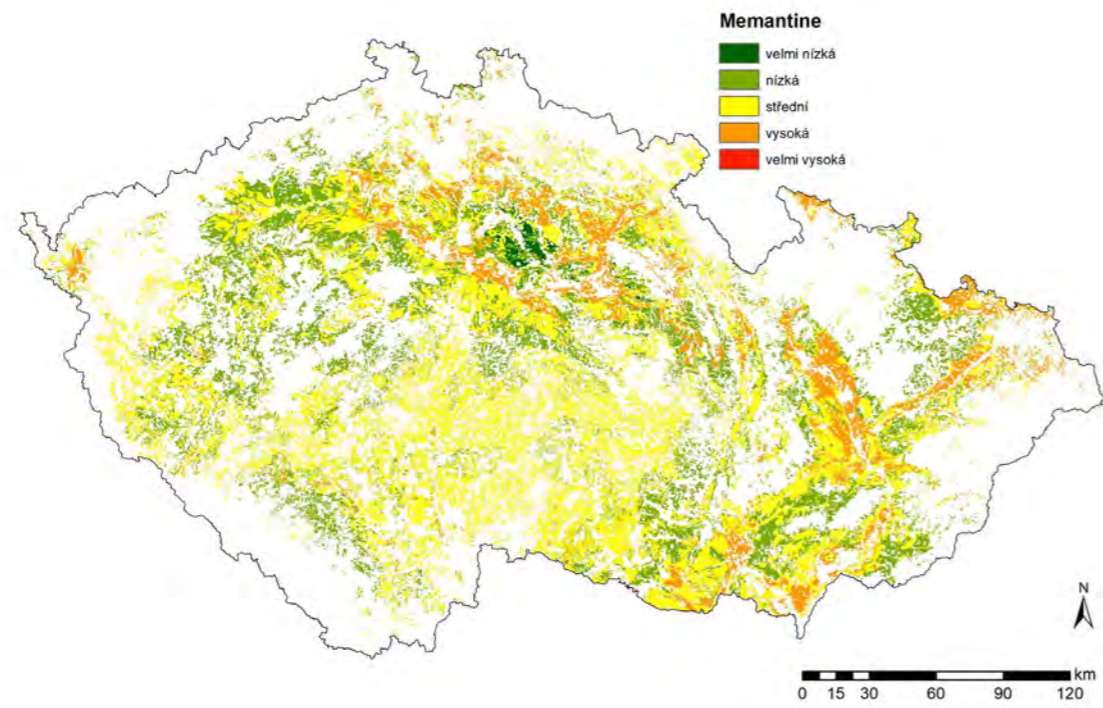 Memantine
velmi nízká
nízká
střední
vysoká
velmi vysoká
N
km
0 15 30 60 90 120